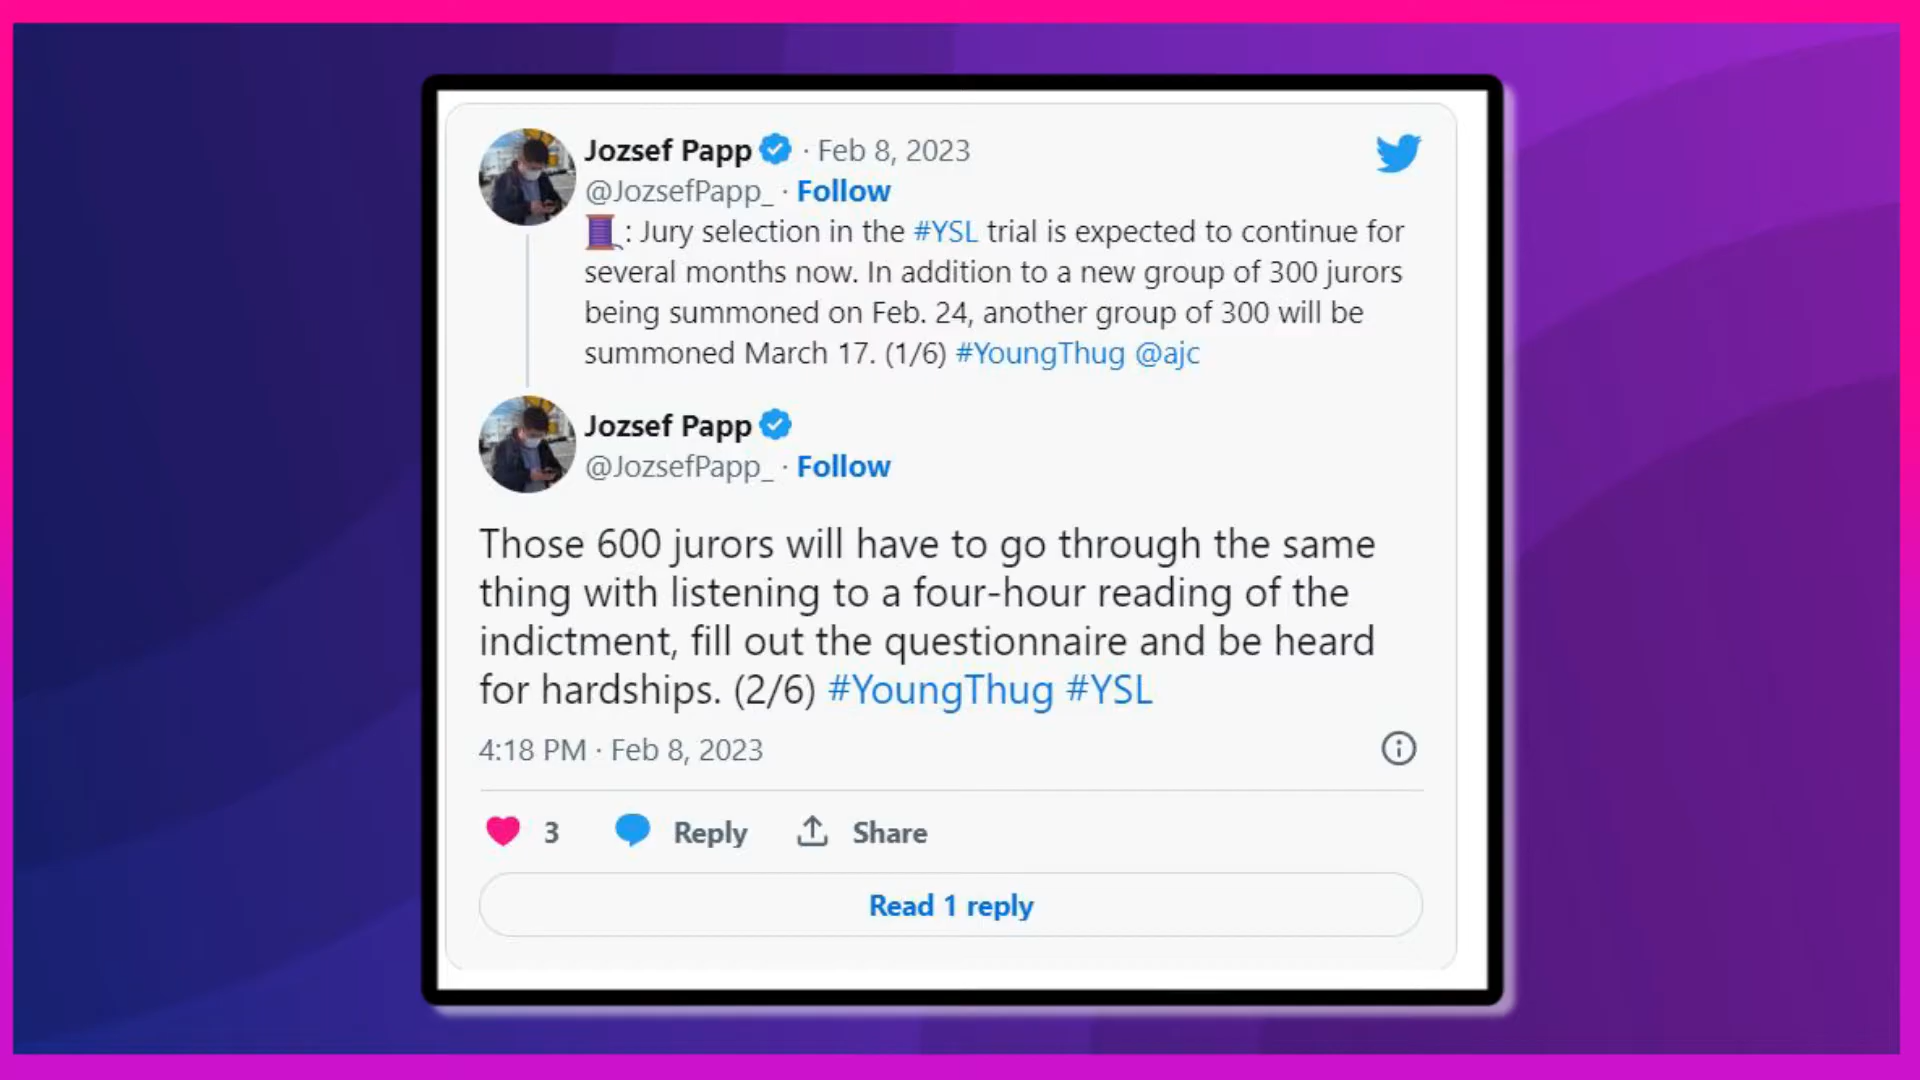 Jozsef Papp · Feb 8, 2023
@JozsefPapp_ · Follow
🧵: Jury selection in the #YSL trial is expected to continue for
several months now. In addition to a new group of 300 jurors
being summoned on Feb. 24, another group of 300 will be
summoned March 17. (1/6) #YoungThug @ajc
Jozsef Papp
@JozsefPapp_ · Follow
Those 600 jurors will have to go through the same
thing with listening to a four-hour reading of the
indictment, fill out the questionnaire and be heard
for hardships. (2/6) #YoungThug #YSL
4:18 PM · Feb 8, 2023
3 Reply Share
Read 1 reply